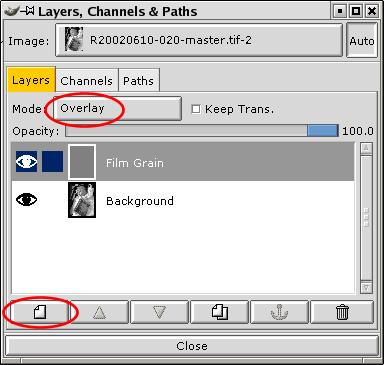 Layers, Channels & Paths
Image: R20020610-020-master.tif-2 Auto
Layers Channels Paths
Mode: Overlay Keep Trans.
Opacity: 100.0
Film Grain
Background
Close